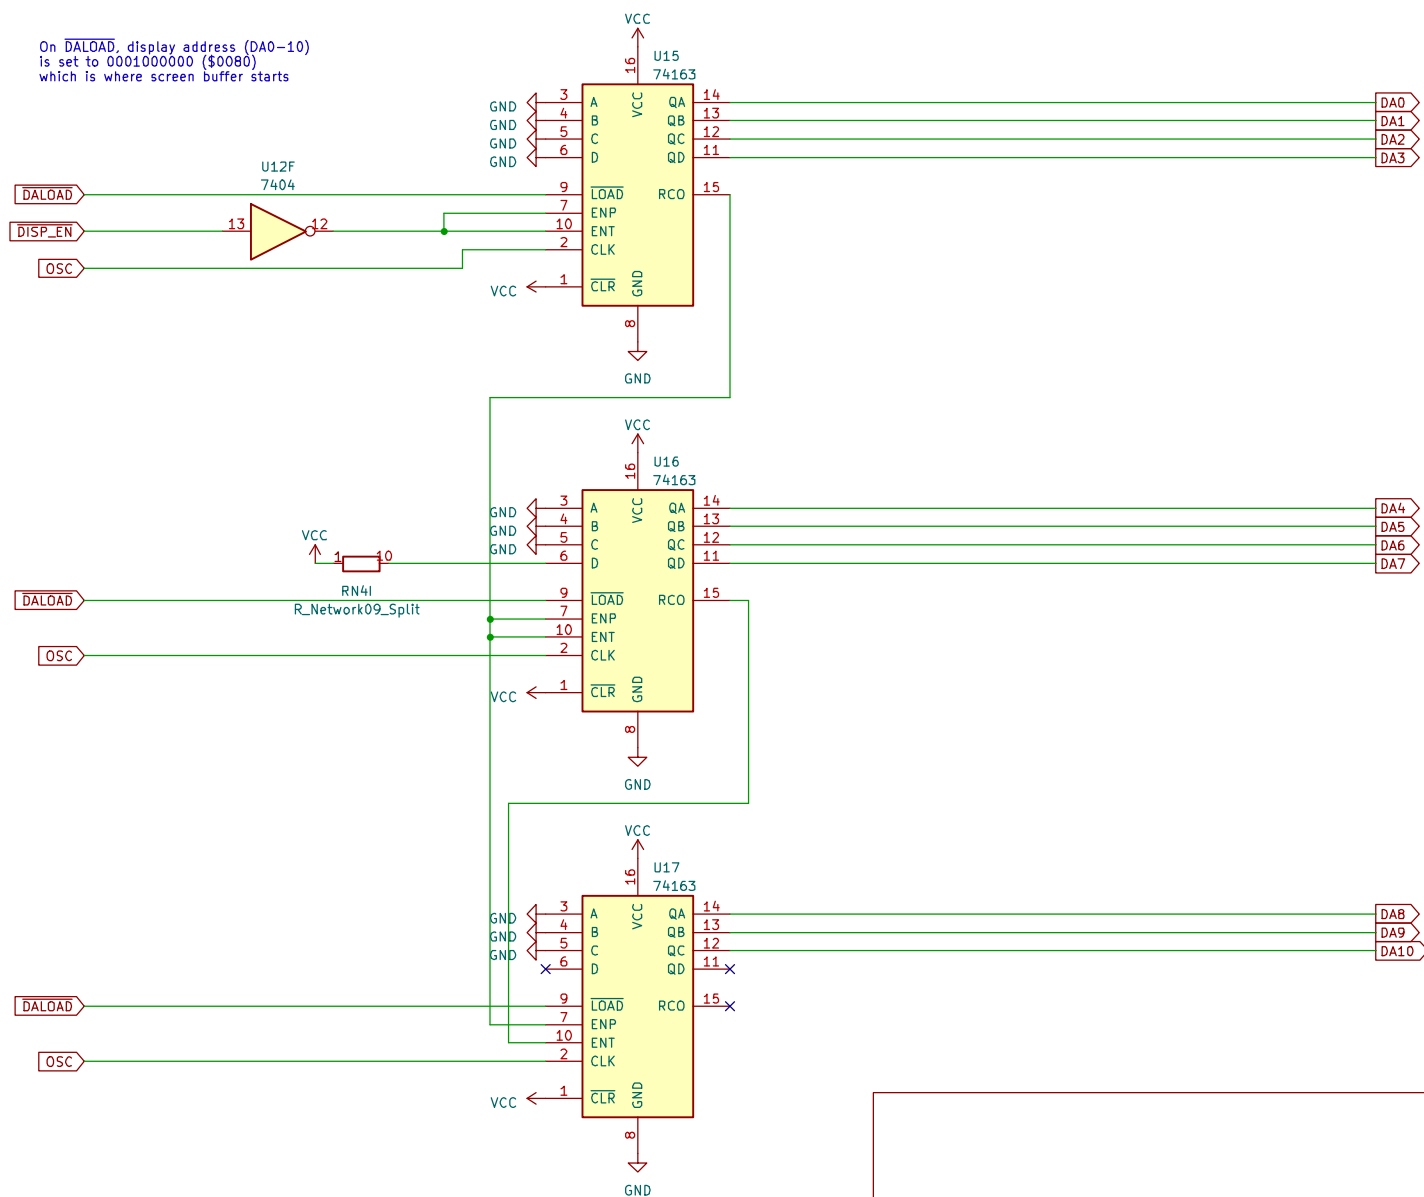 On DALOAD, display address (DA0-10)
is set to 0001000000 ($0080)
which is where screen buffer starts
VCC
U15
74163
16
VCC
GND 3 A QA 14 DA0
GND 4 B QB 13 DA1
GND 5 C QC 12 DA2
GND 6 D QD 11 DA3
U12F
7404
DALOAD 9 LOAD RCO 15
7 ENP
DISP_EN 13 12 10 ENT
OSC 2 CLK
VCC 1 CLR GND
8
GND
VCC
U16
74163
16
VCC
GND 3 A QA 14 DA4
GND 4 B QB 13 DA5
GND 5 C QC 12 DA6
VCC
1 10 6 D QD 11 DA7
RN4I
R_Network09_Split
DALOAD 9 LOAD RCO 15
7 ENP
10 ENT
OSC 2 CLK
VCC 1 CLR GND
8
GND
VCC
U17
74163
16
VCC
GND 3 A QA 14 DA8
GND 4 B QB 13 DA9
GND 5 C QC 12 DA10
6 D QD 11
DALOAD 9 LOAD RCO 15
7 ENP
10 ENT
OSC 2 CLK
VCC 1 CLR GND
8
GND